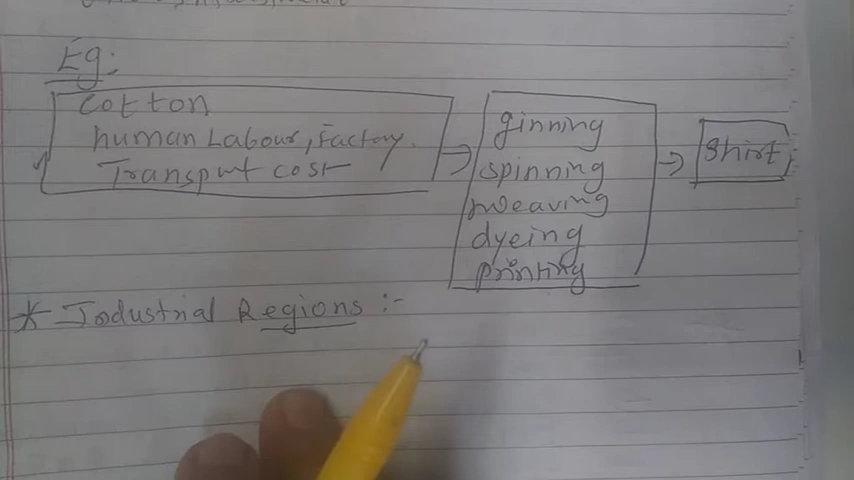 Eg:
cotton
human Labour, Factory.
Transport cost
ginning
spinning
weaving
dyeing
printing
Shirt
* Industrial Regions :-